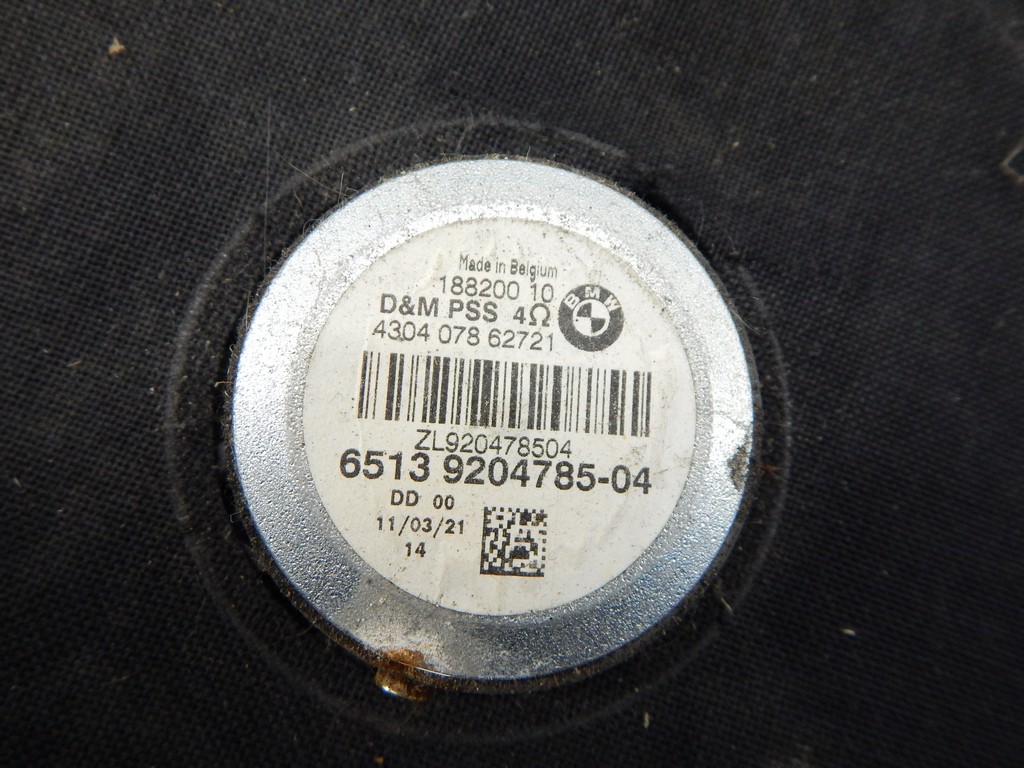 Made in Belgium
188200 10
D&M PSS 4Ω
BMW
4304 078 62721
ZL920478504
6513 9204785-04
DD 00
11/03/21
14